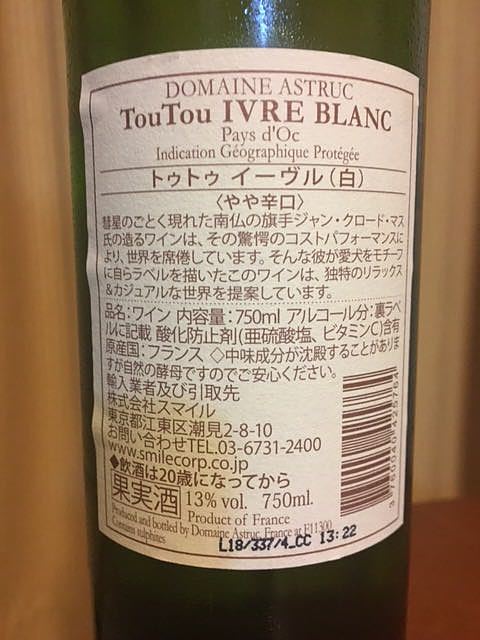 DOMAINE ASTRUC
TouTou IVRE BLANC
Pays d'Oc
Indication Géographique Protégée
トゥトゥ イーヴル(白)
〈やや辛口〉
彗星のごとく現れた南仏の旗手ジャン・クロード・マス
氏の造るワインは、その驚愕のコストパフォーマンスに
より、世界を席倦しています。そんな彼が愛犬をモチーフ
に自らラベルを描いたこのワインは、独特のリラックス
&カジュアルな世界を提案しています。
品名:ワイン 内容量:750ml アルコール分:裏ラベ
ルに記載 酸化防止剤(亜硫酸塩、ビタミンC)含有
原産国:フランス ◇中味成分が沈殿することがありま
すが自然の酵母ですのでご安心ください。
輸入業者及び引取先
株式会社スマイル
東京都江東区潮見2-8-10
お問い合わせTEL.03-6731-2400
www.smilecorp.co.jp
◆飲酒は20歳になってから
果実酒 13% vol. 750ml.
Product of France
Produced and bottled by Domaine Astruc, France at F11300
Contains sulphites
L18/337/4_CC 13:22